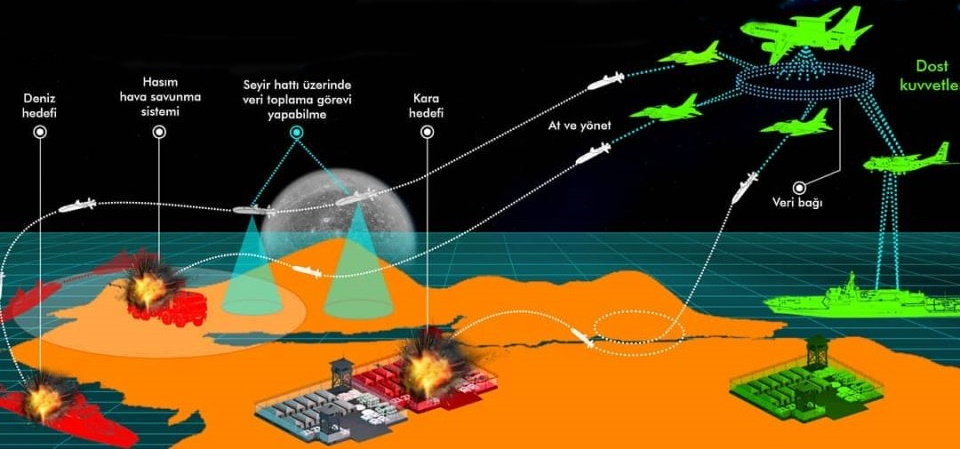 Deniz
hedefi
Hasım
hava savunma
sistemi
Seyir hattı üzerinde
veri toplama görevi
yapabilme
Kara
hedefi
At ve yönet
Veri bağı
Dost
kuvvetle